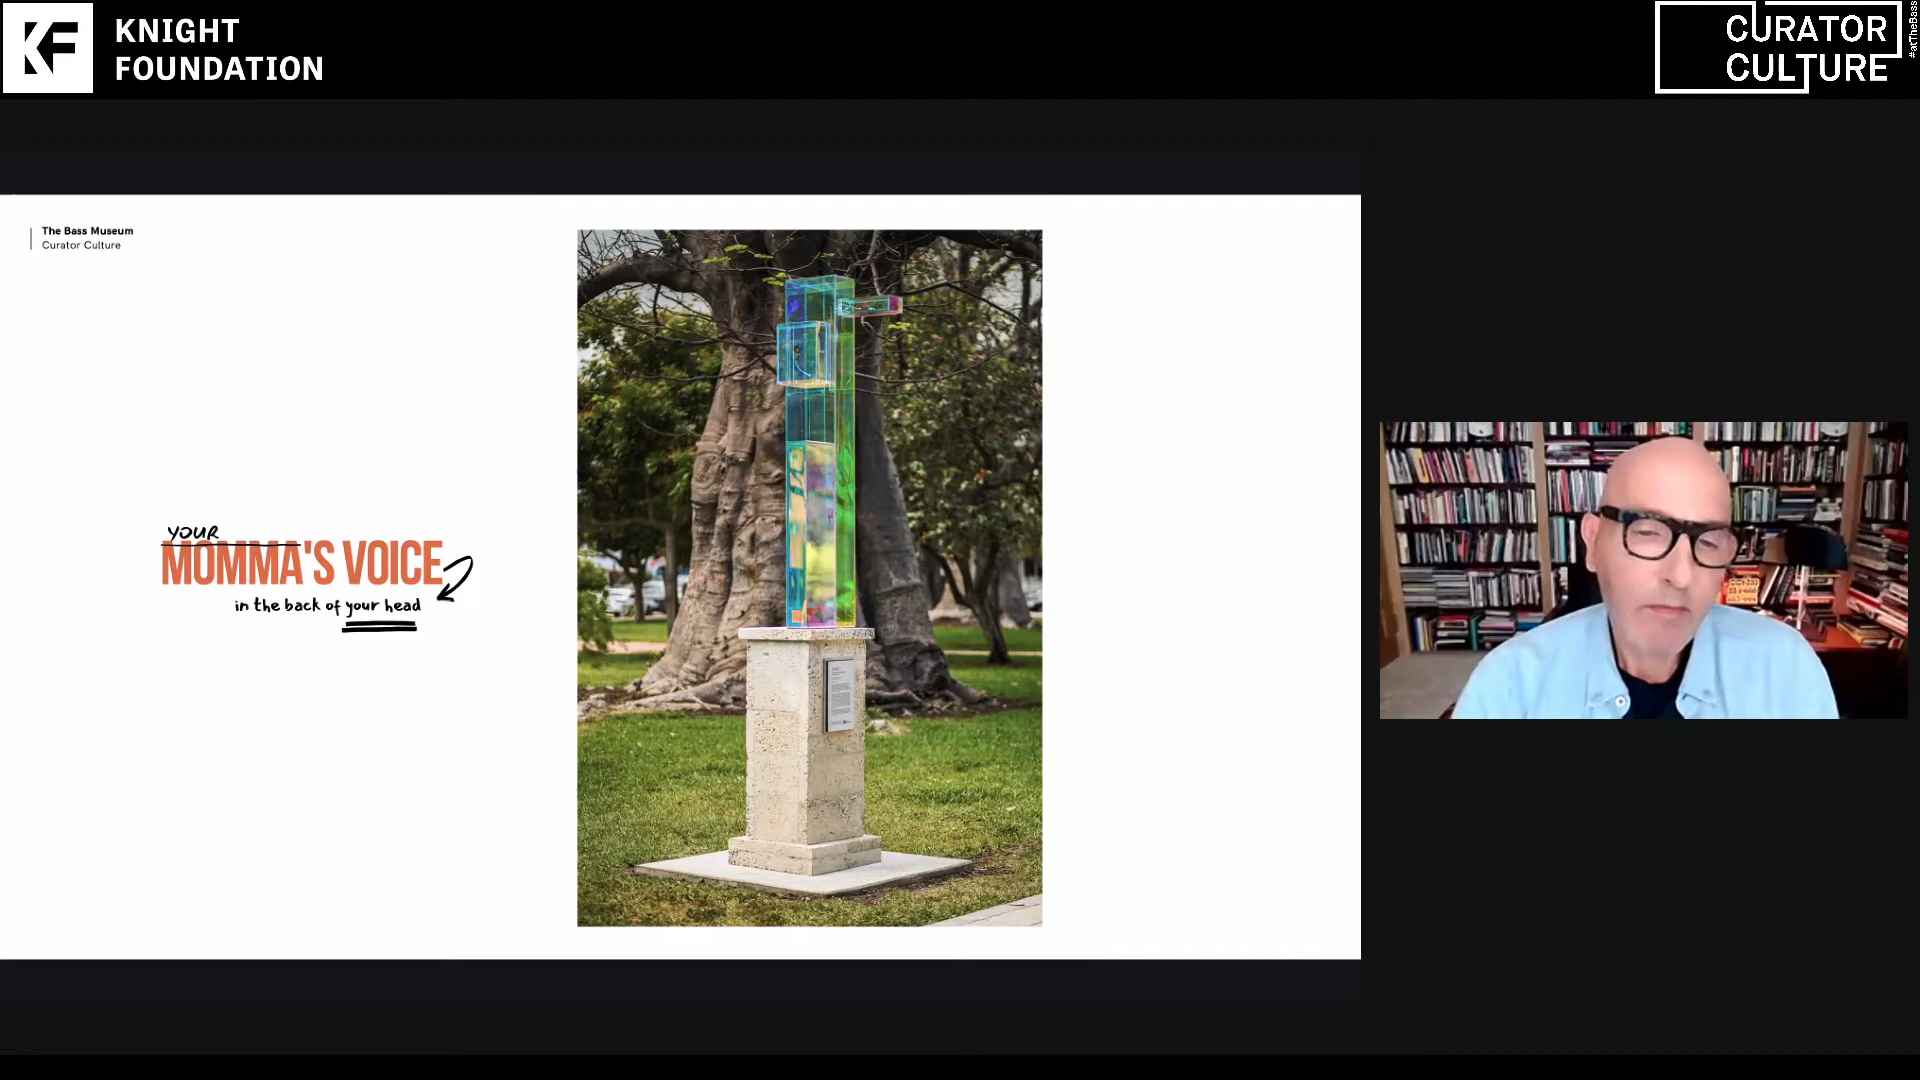 KNIGHT
FOUNDATION
CURATOR
CULTURE
#atTheBass
The Bass Museum
Curator Culture
YOUR
MOMMA'S VOICE
in the back of your head